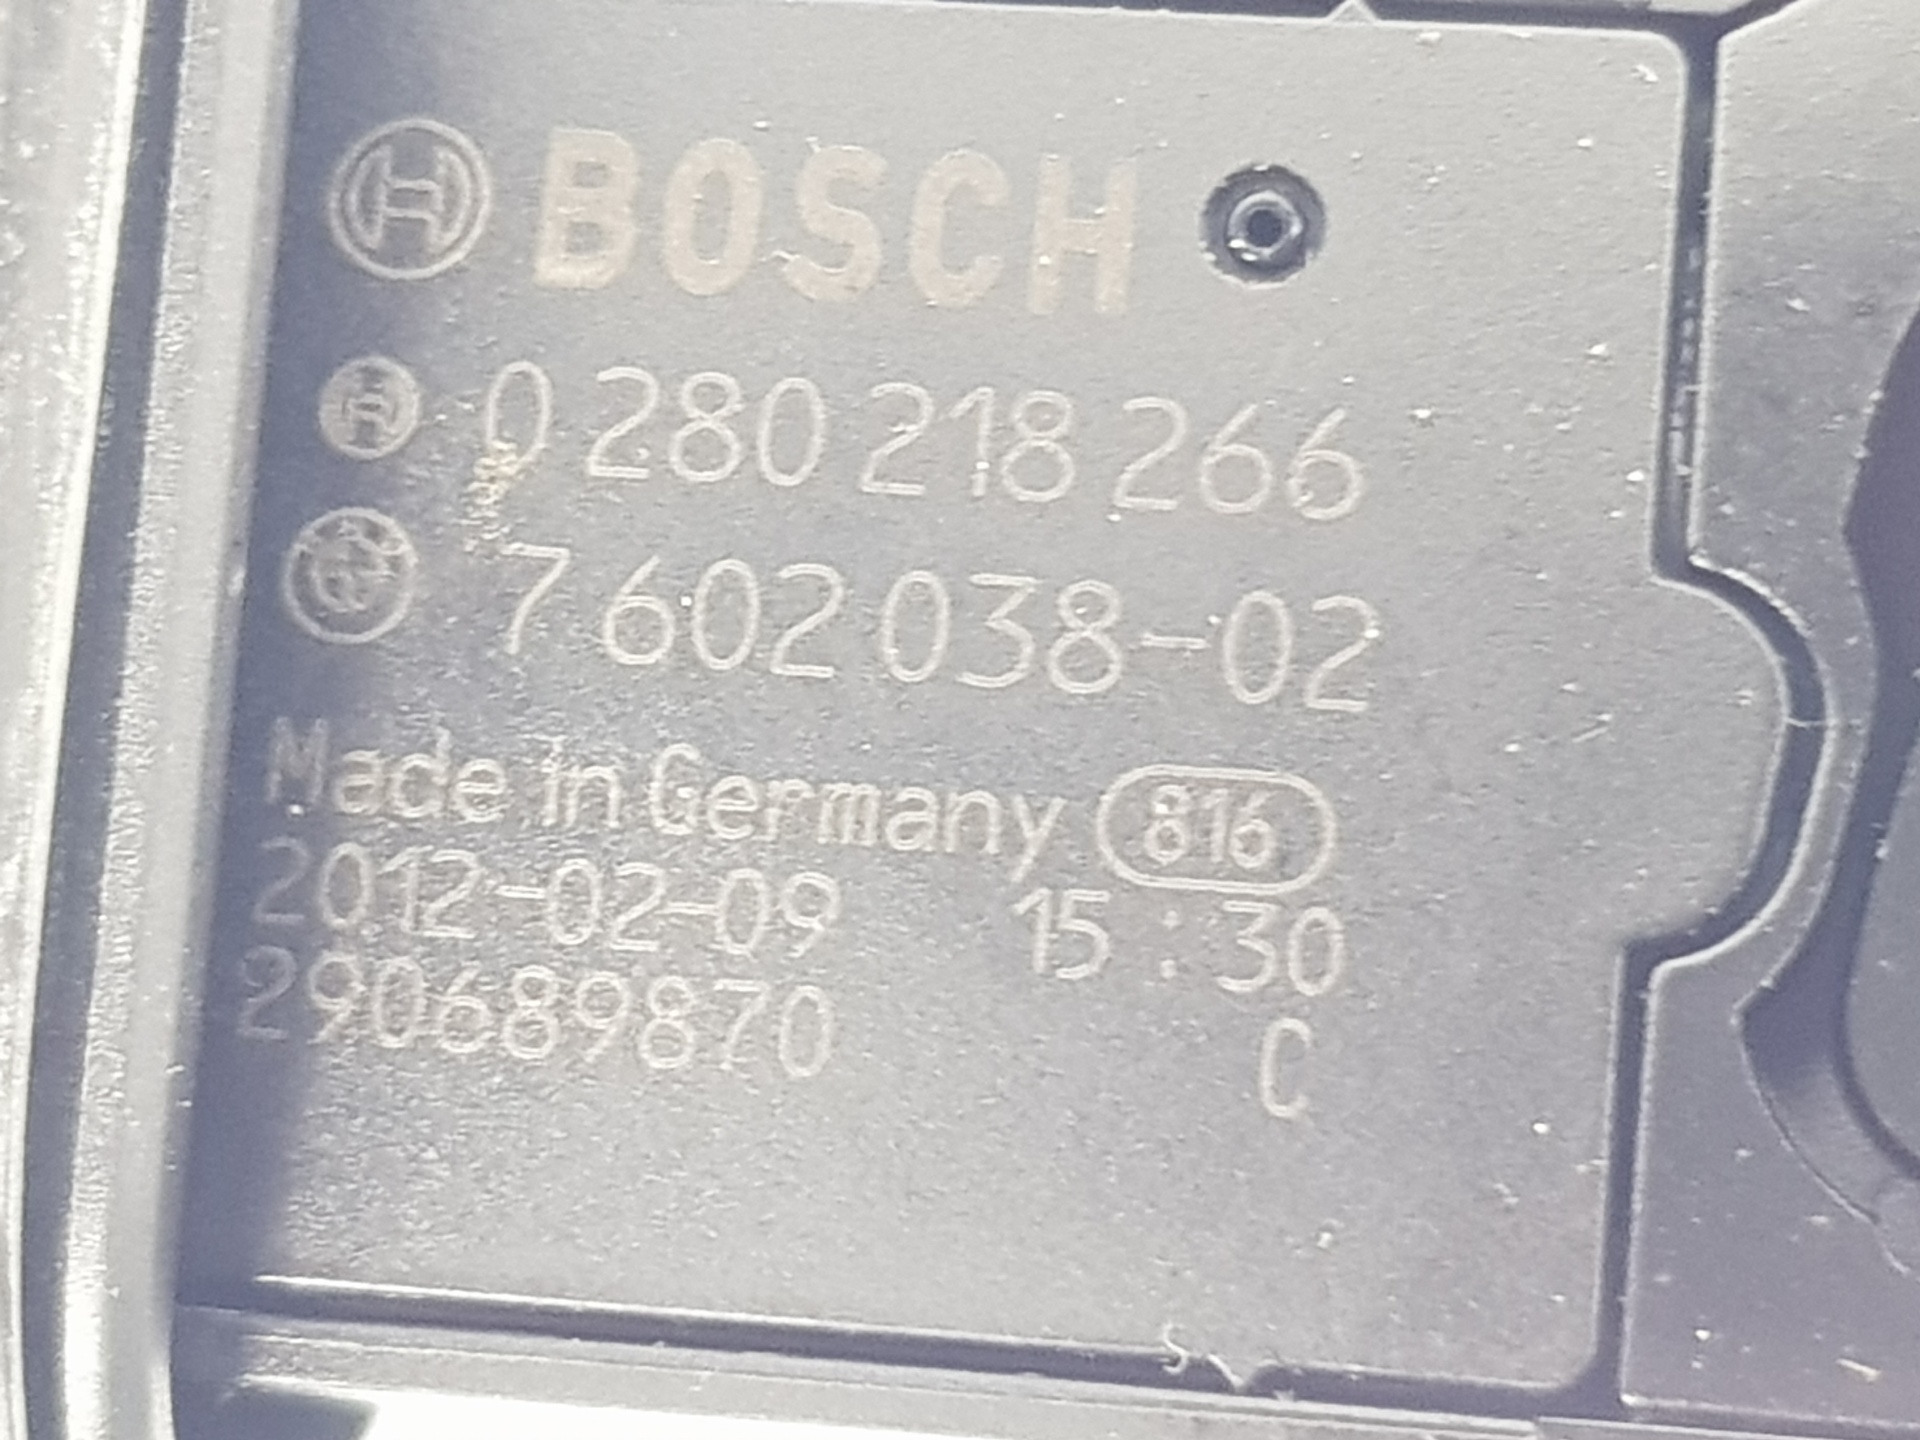 BOSCH
0 280 218 266
7 602 038-02
Made in Germany 816
2012-02-09 15:30
290689870 C